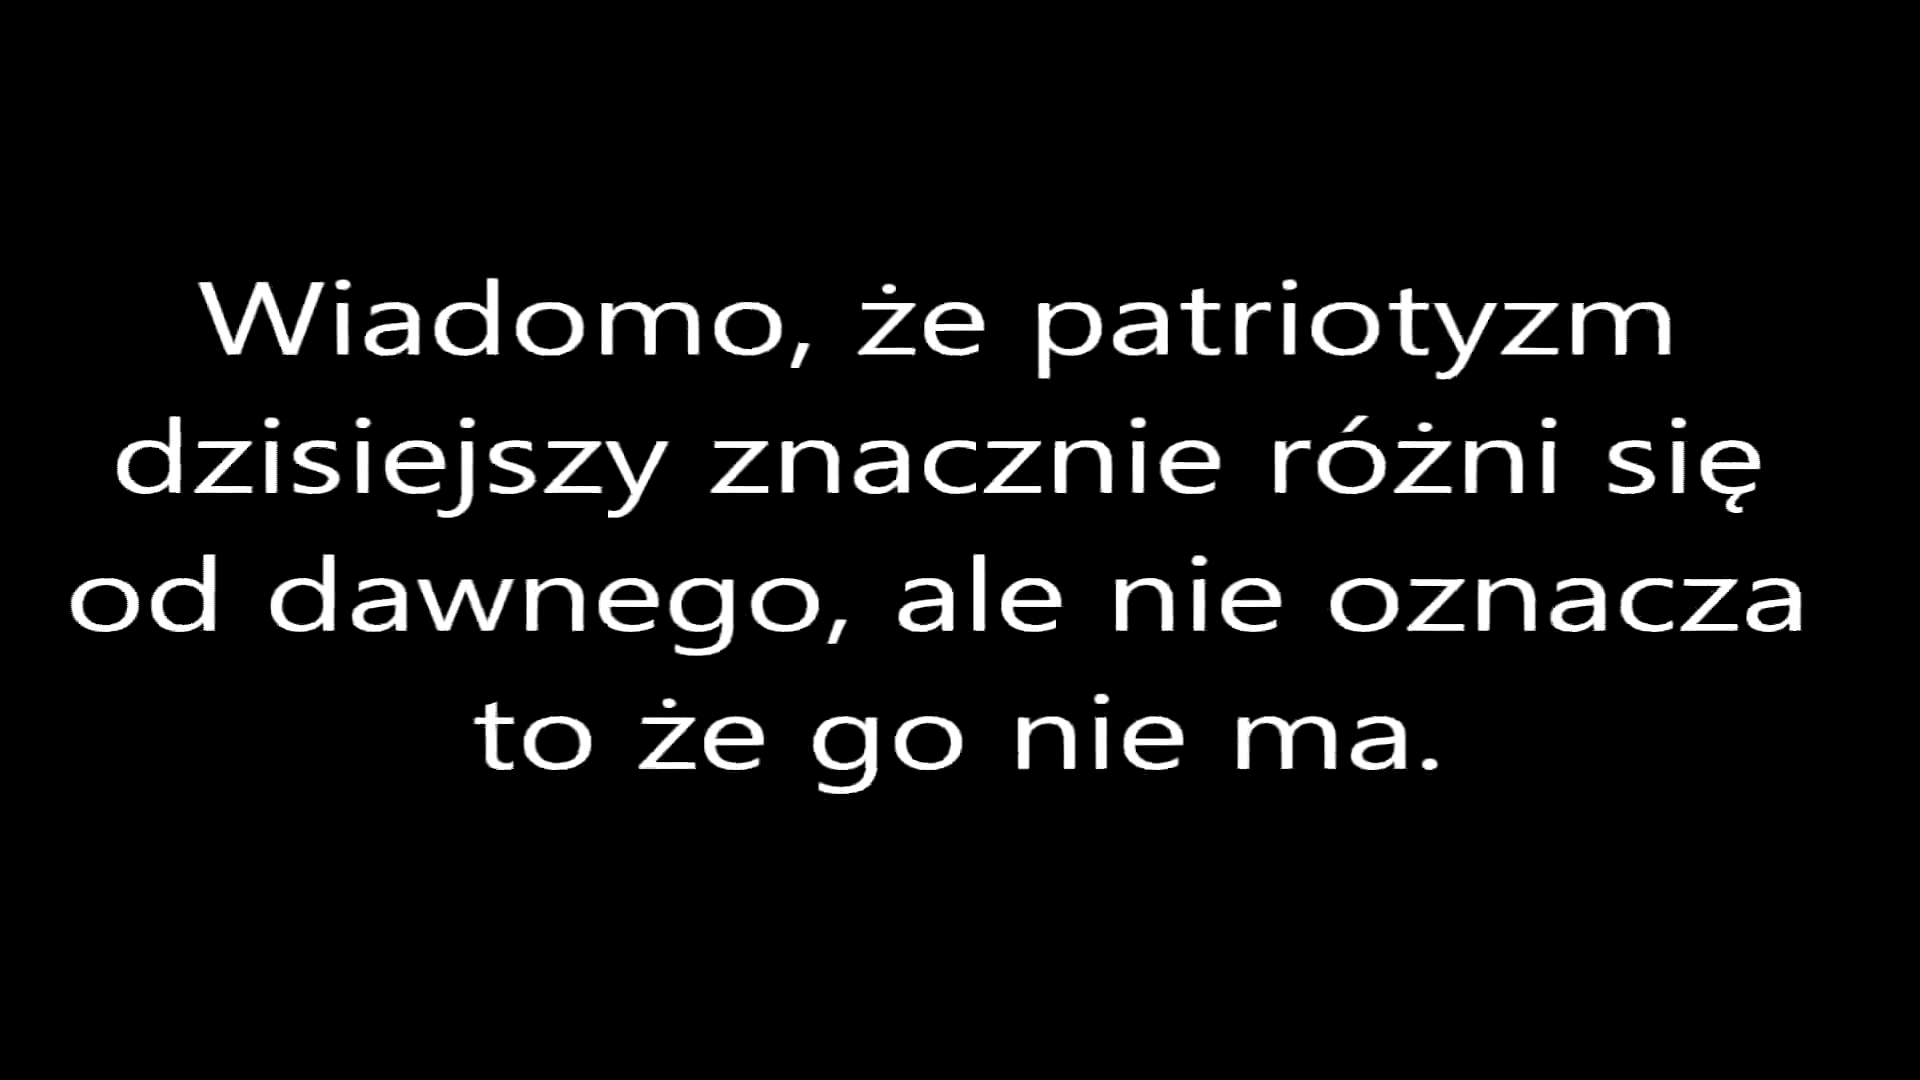 Wiadomo, że patriotyzm
dzisiejszy znacznie różni się
od dawnego, ale nie oznacza
to że go nie ma.